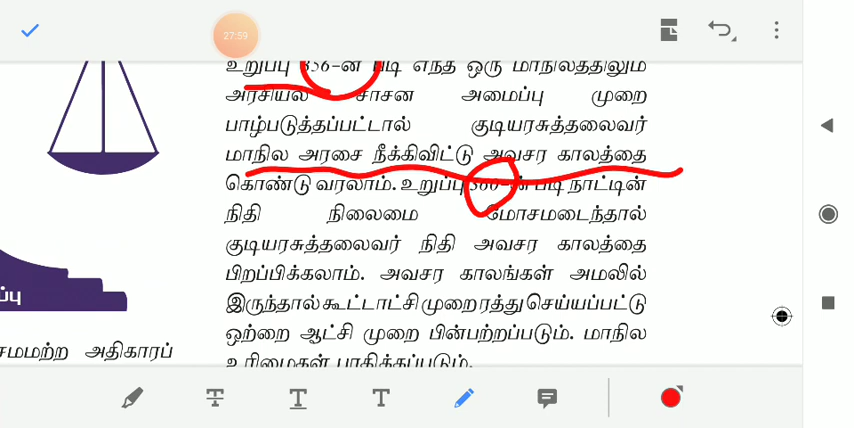 27:59
உறுப்பு 356-ன் படி எந்த ஒரு மாநிலத்திலும்
அரசியல் சாசன அமைப்பு முறை
பாழ்படுத்தப்பட்டால் குடியரசுத்தலைவர்
மாநில அரசை நீக்கிவிட்டு அவசர காலத்தை
கொண்டு வரலாம். உறுப்பு 360-ன் படி நாட்டின்
நிதி நிலைமை மோசமடைந்தால்
குடியரசுத்தலைவர் நிதி அவசர காலத்தை
பிறப்பிக்கலாம். அவசர காலங்கள் அமலில்
இருந்தால் கூட்டாட்சி முறை ரத்து செய்யப்பட்டு
ஒற்றை ஆட்சி முறை பின்பற்றப்படும். மாநில
உரிமைகள் பாதிக்கப்படும்.
ப்பு
சமமற்ற அதிகாரப்